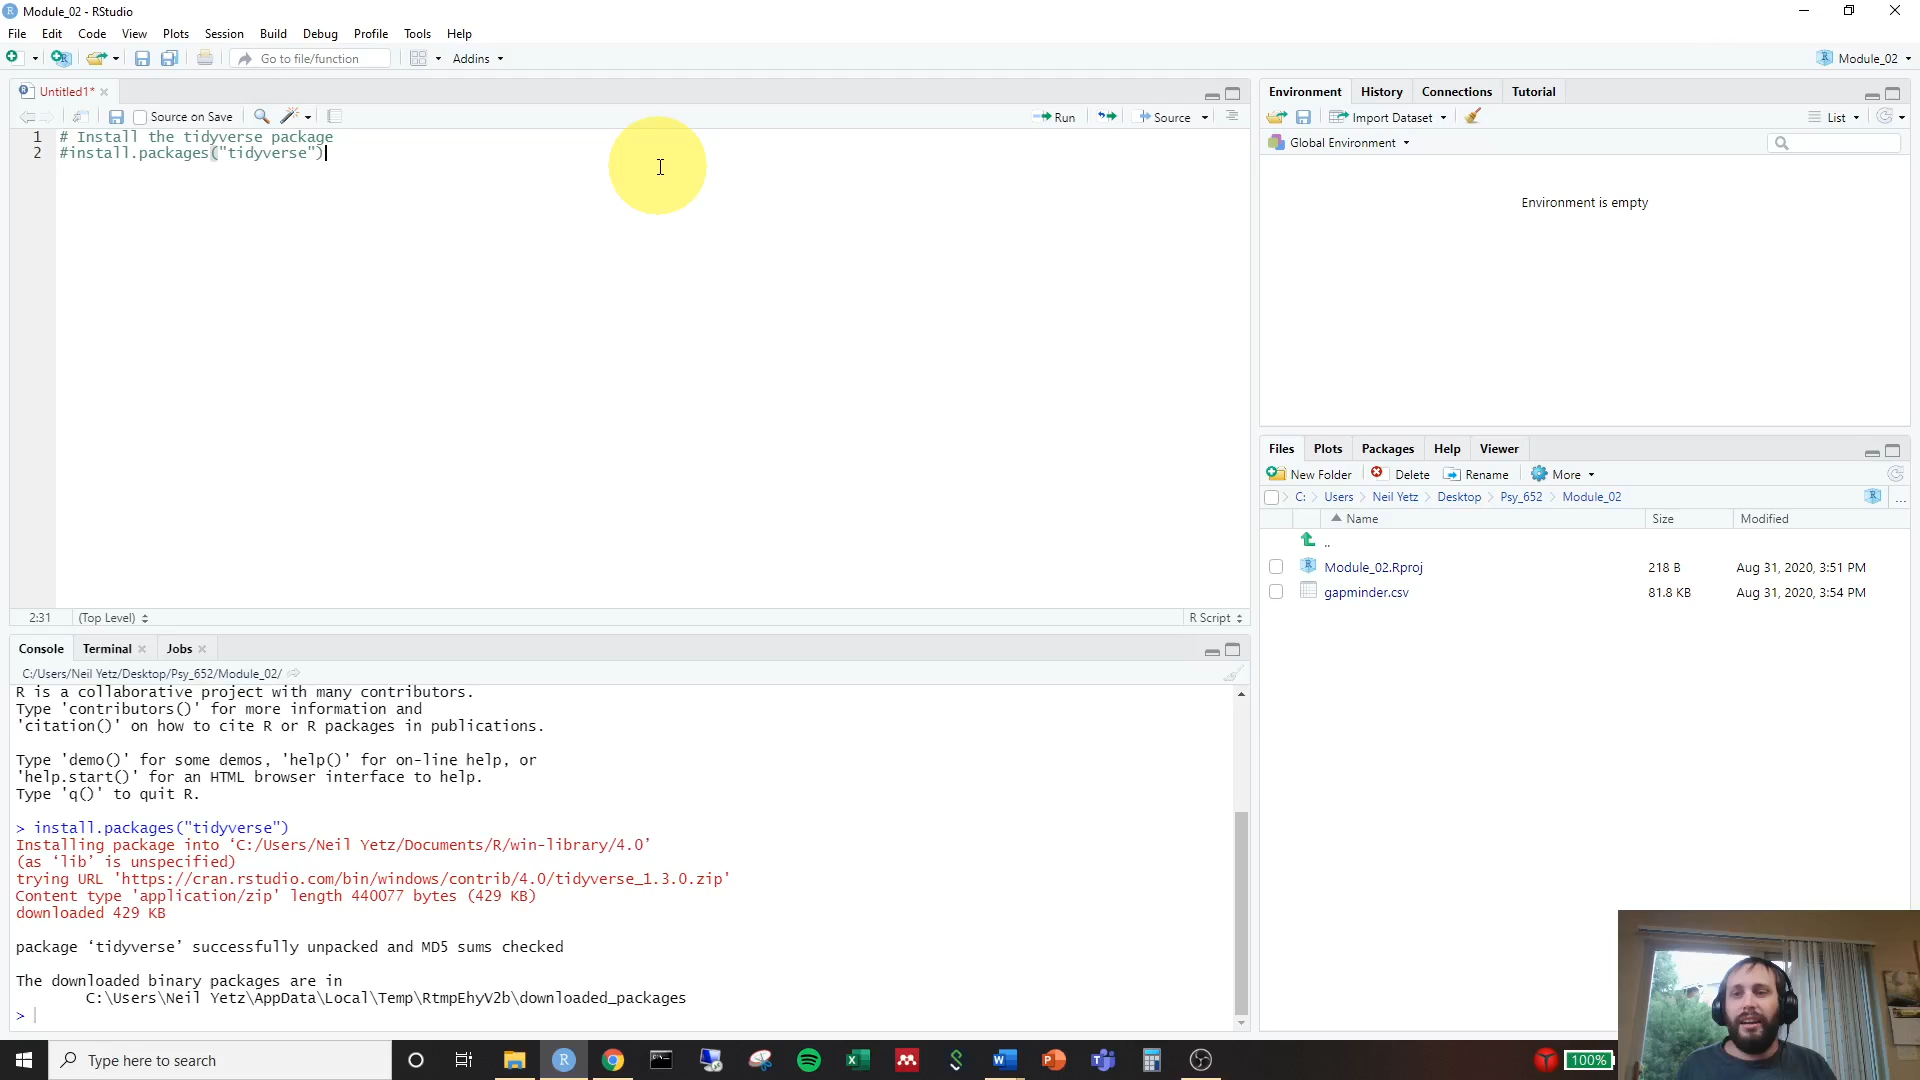 Module_02 - RStudio
File Edit Code View Plots Session Build Debug Profile Tools Help
Go to file/function Addins Module_02
Untitled1*
Source on Save Run Source
1 # Install the tidyverse package
2 #install.packages("tidyverse")
2:31 (Top Level) R Script
Console Terminal Jobs
C:/Users/Neil Yetz/Desktop/Psy_652/Module_02/
R is a collaborative project with many contributors.
Type 'contributors()' for more information and
'citation()' on how to cite R or R packages in publications.
Type 'demo()' for some demos, 'help()' for on-line help, or
'help.start()' for an HTML browser interface to help.
Type 'q()' to quit R.
> install.packages("tidyverse")
Installing package into ‘C:/Users/Neil Yetz/Documents/R/win-library/4.0’
(as ‘lib’ is unspecified)
trying URL 'https://cran.rstudio.com/bin/windows/contrib/4.0/tidyverse_1.3.0.zip'
Content type 'application/zip' length 440077 bytes (429 KB)
downloaded 429 KB
package ‘tidyverse’ successfully unpacked and MD5 sums checked
The downloaded binary packages are in
C:\Users\Neil Yetz\AppData\Local\Temp\RtmpEhyV2b\downloaded_packages
>
Environment History Connections Tutorial
Import Dataset List
Global Environment
Environment is empty
Files Plots Packages Help Viewer
New Folder Delete Rename More
C: Users Neil Yetz Desktop Psy_652 Module_02 ...
Name Size Modified
..
Module_02.Rproj 218 B Aug 31, 2020, 3:51 PM
gapminder.csv 81.8 KB Aug 31, 2020, 3:54 PM
Type here to search
100%